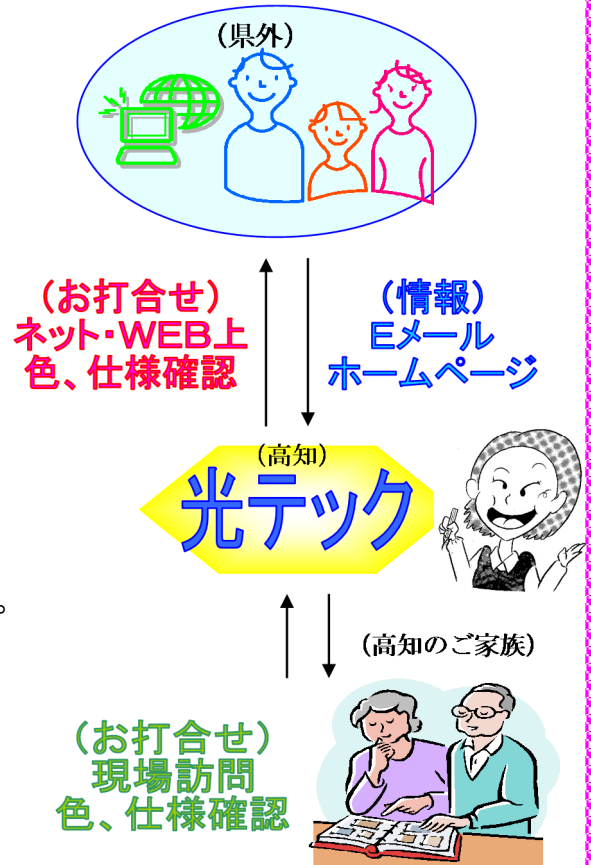 (県外)
(お打合せ)
ネット・WEB上
色、仕様確認
(情報)
Eメール
ホームページ
(高知)
光テック
。
(高知のご家族)
(お打合せ)
現場訪問
色、仕様確認